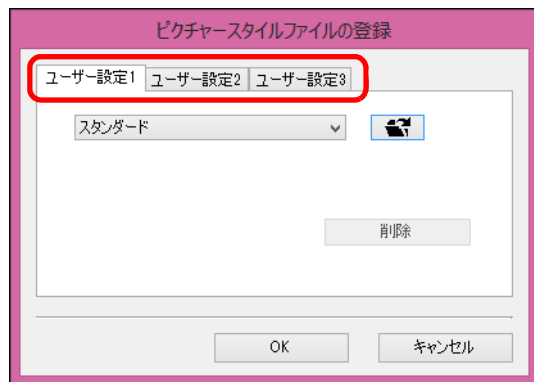 ピクチャースタイルファイルの登録
ユーザー設定1 ユーザー設定2 ユーザー設定3
スタンダード
削除
OK キャンセル